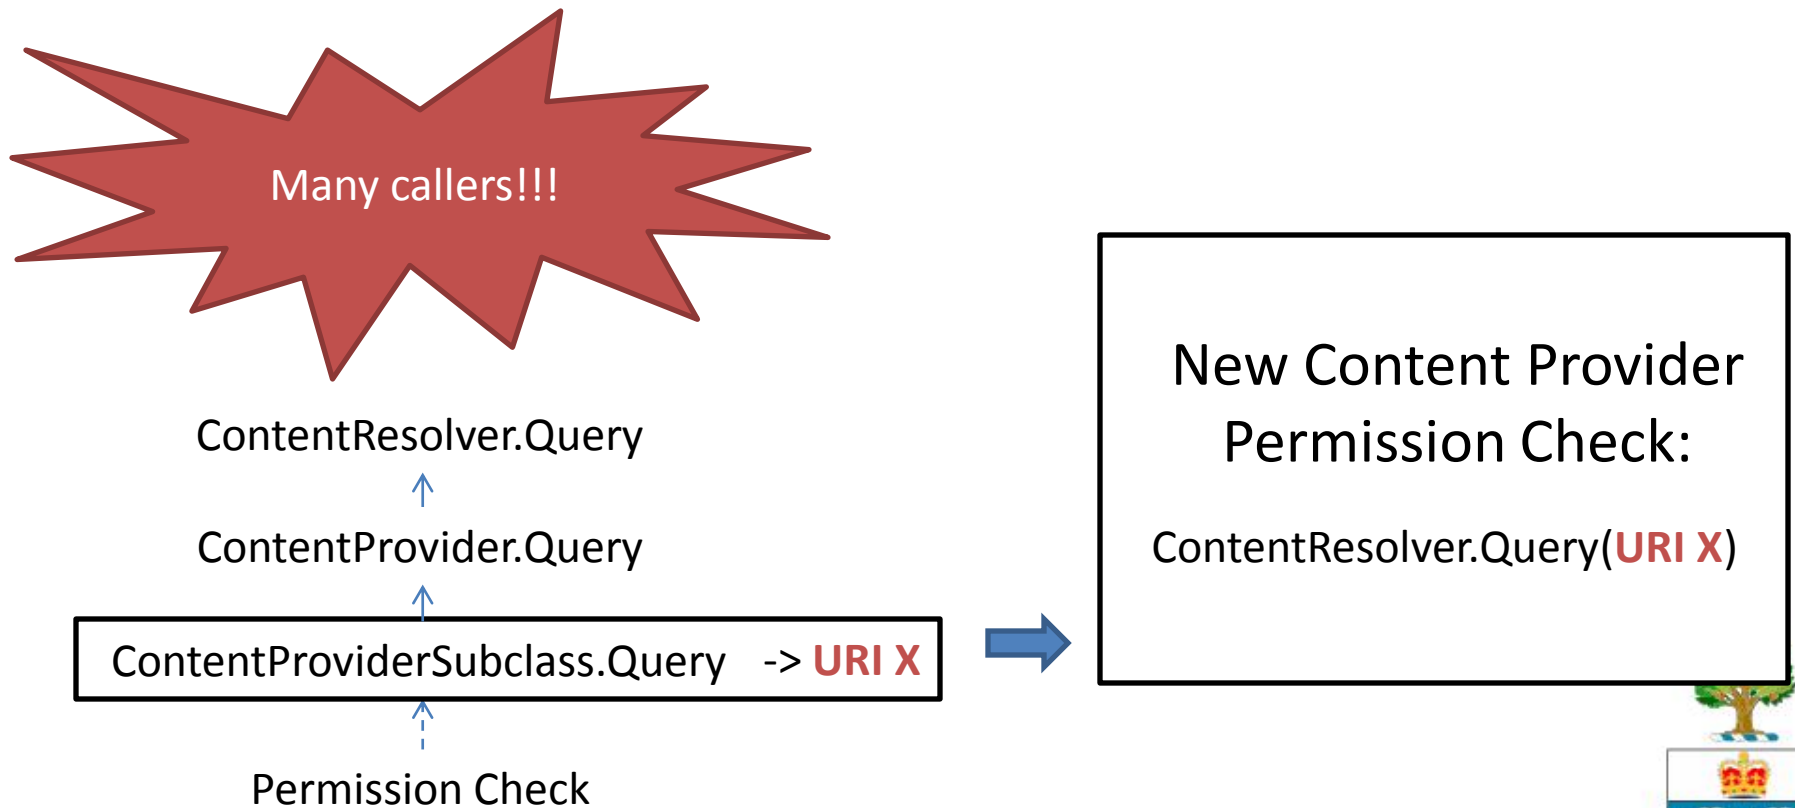 Many callers!!!
ContentResolver.Query
ContentProvider.Query
ContentProviderSubclass.Query -> URI X
Permission Check
New Content Provider
Permission Check:
ContentResolver.Query(URI X)